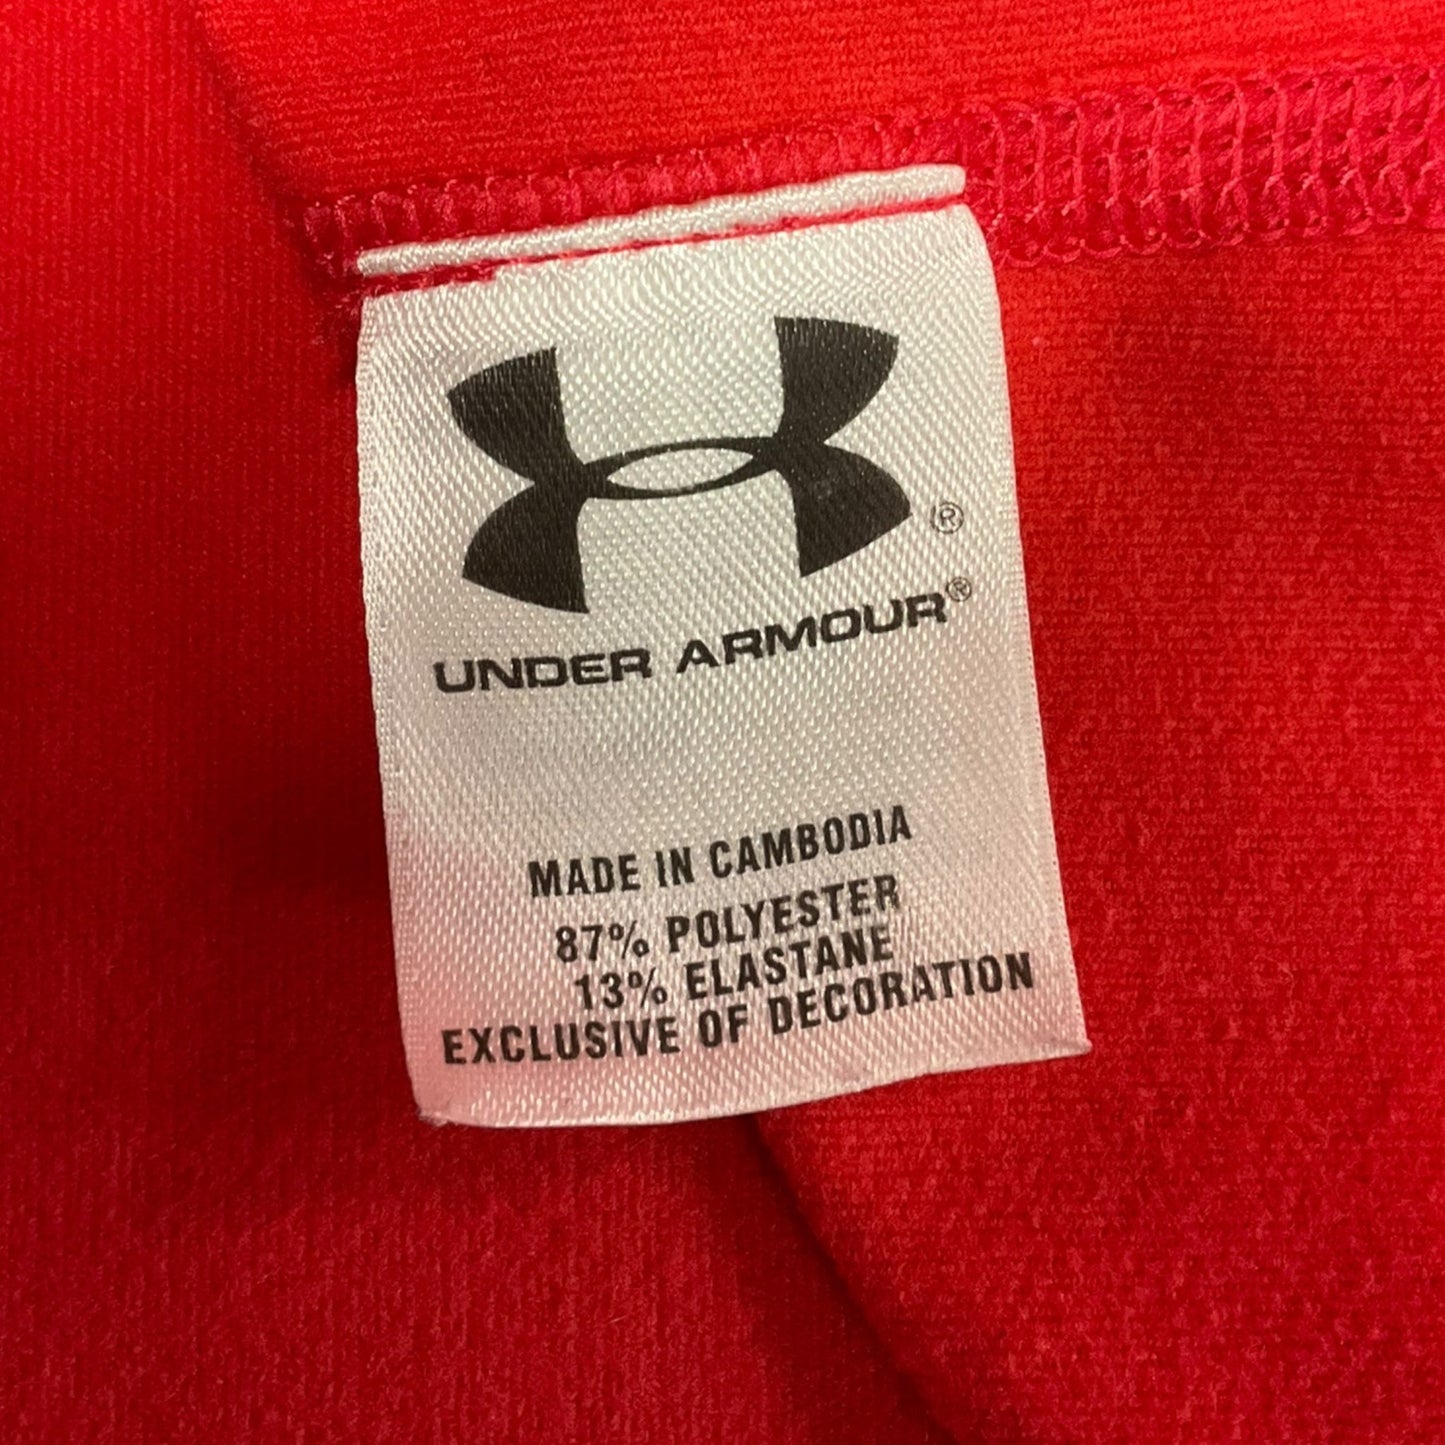 ®
UNDER ARMOUR®
MADE IN CAMBODIA
87% POLYESTER
13% ELASTANE
EXCLUSIVE OF DECORATION